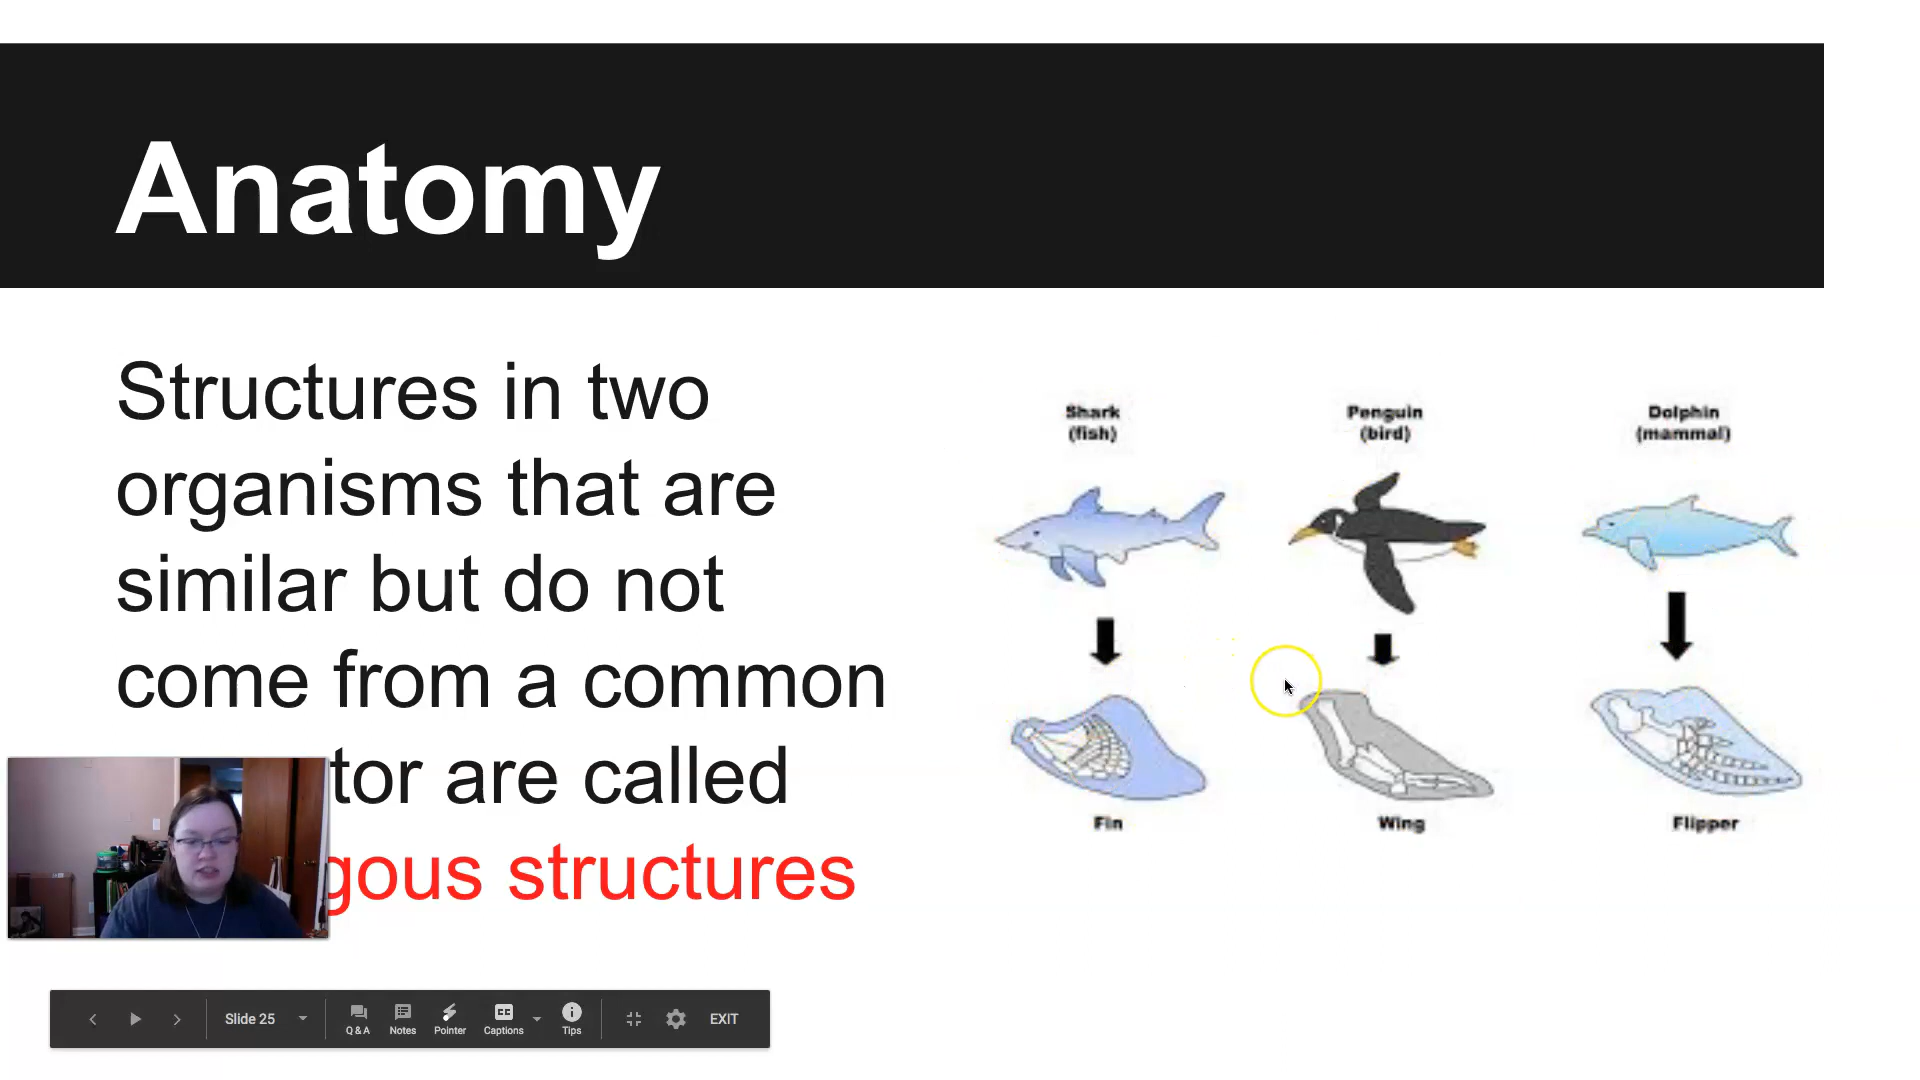 Anatomy
Structures in two
organisms that are
similar but do not
come from a common
tor are called
gous structures
Shark
(fish)
Penguin
(bird)
Dolphin
(mammal)
Fin
Wing
Flipper
Slide 25
Q & A
Notes
Pointer
CC
Captions
Tips
EXIT